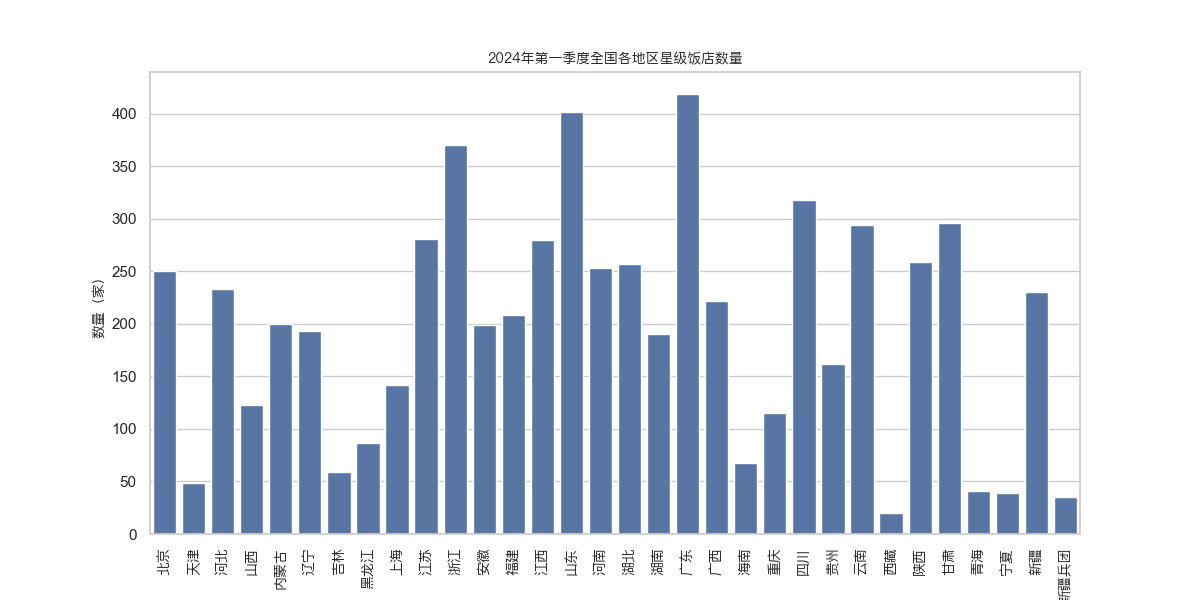 2024年第一季度全国各地区星级饭店数量
数量（家）
400
350
300
250
200
150
100
50
0
北京
天津
河北
山西
内蒙古
辽宁
吉林
黑龙江
上海
江苏
浙江
安徽
福建
江西
山东
河南
湖北
湖南
广东
广西
海南
重庆
四川
贵州
云南
西藏
陕西
甘肃
青海
宁夏
新疆
新疆兵团